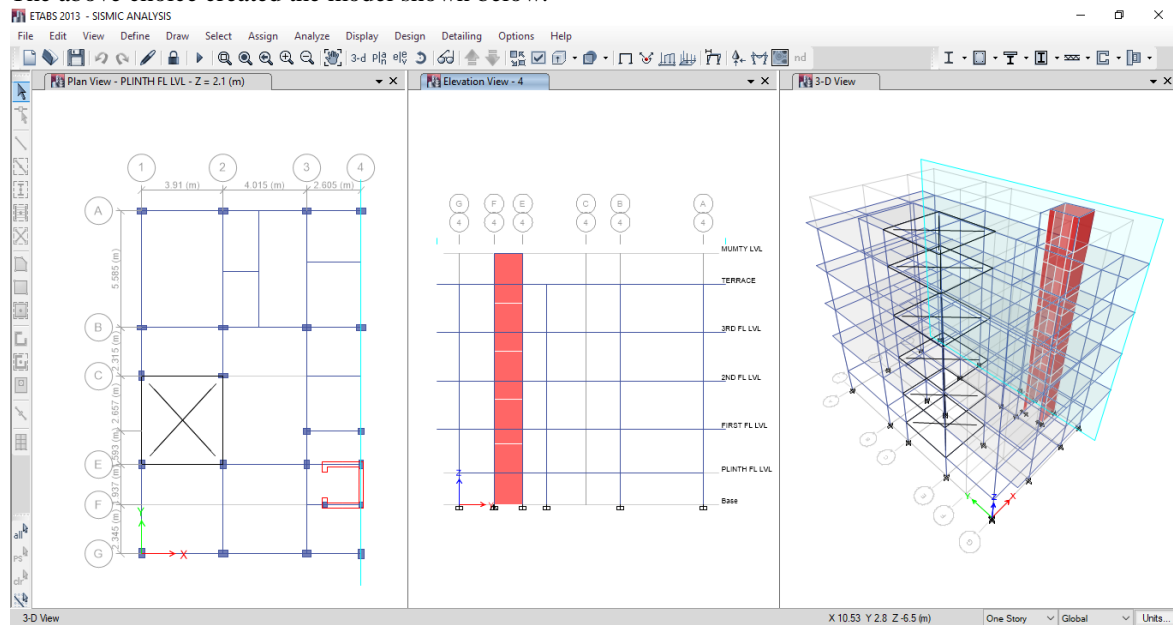 The above choice created the model shown below.
ETABS 2013 - SISMIC ANALYSIS
File Edit View Define Draw Select Assign Analyze Display Design Detailing Options Help
3-d
nd
Plan View - PLINTH FL LVL - Z = 2.1 (m)
1 2 3 4
3.91 (m) 4.015 (m) 2.605 (m)
A
5.585 (m)
B
2.315 (m)
C
2.657 (m)
E
F
2.345 (m)
G
Y
X
Elevation View - 4
G F E C B A
4 4 4 4 4 4
MUMTY LVL
TERRACE
3RD FL LVL
2ND FL LVL
FIRST FL LVL
PLINTH FL LVL
Base
Z
3-D View
Y Z X
all
ps
clr
3-D View
X 10.53 Y 2.8 Z -6.5 (m)
One Story
Global
Units...